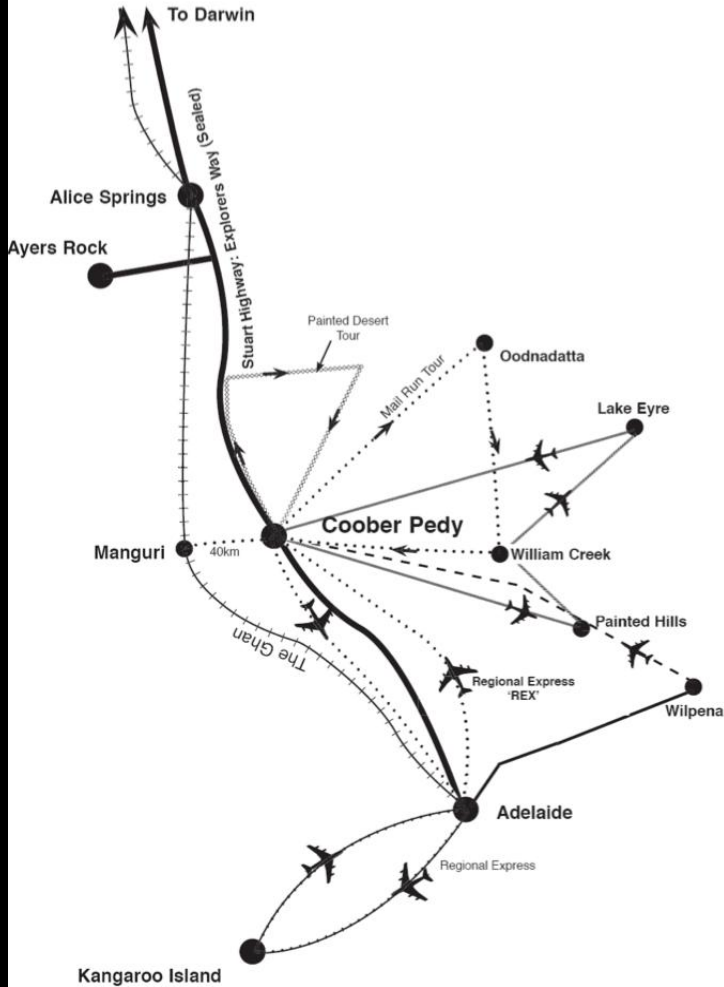 To Darwin
Stuart Highway: Explorers Way (Sealed)
Alice Springs
Ayers Rock
Painted Desert
Tour
Mail Run Tour
Oodnadatta
Lake Eyre
Coober Pedy
Manguri
40km
William Creek
Painted Hills
The Ghan
Regional Express
'REX'
Wilpena
Adelaide
Regional Express
Kangaroo Island